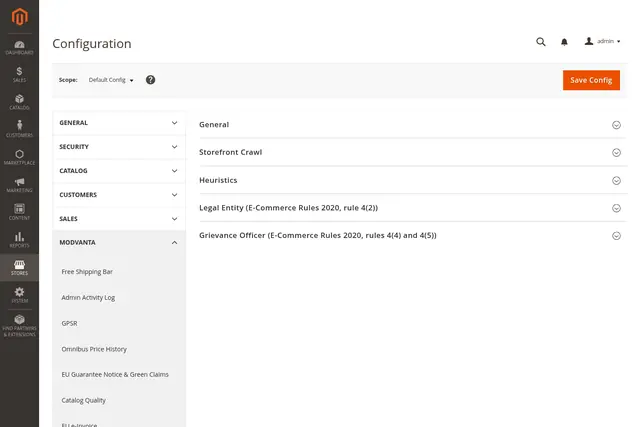 Configuration
admin
Scope:
Default Config
?
Save Config
DASHBOARD
SALES
CATALOG
CUSTOMERS
MARKETPLACE
MARKETING
CONTENT
REPORTS
STORES
SYSTEM
FIND PARTNERS
& EXTENSIONS
GENERAL
SECURITY
CATALOG
CUSTOMERS
SALES
MODVANTA
Free Shipping Bar
Admin Activity Log
GPSR
Omnibus Price History
EU Guarantee Notice & Green Claims
Catalog Quality
EU e-Invoice
General
Storefront Crawl
Heuristics
Legal Entity (E-Commerce Rules 2020, rule 4(2))
Grievance Officer (E-Commerce Rules 2020, rules 4(4) and 4(5))